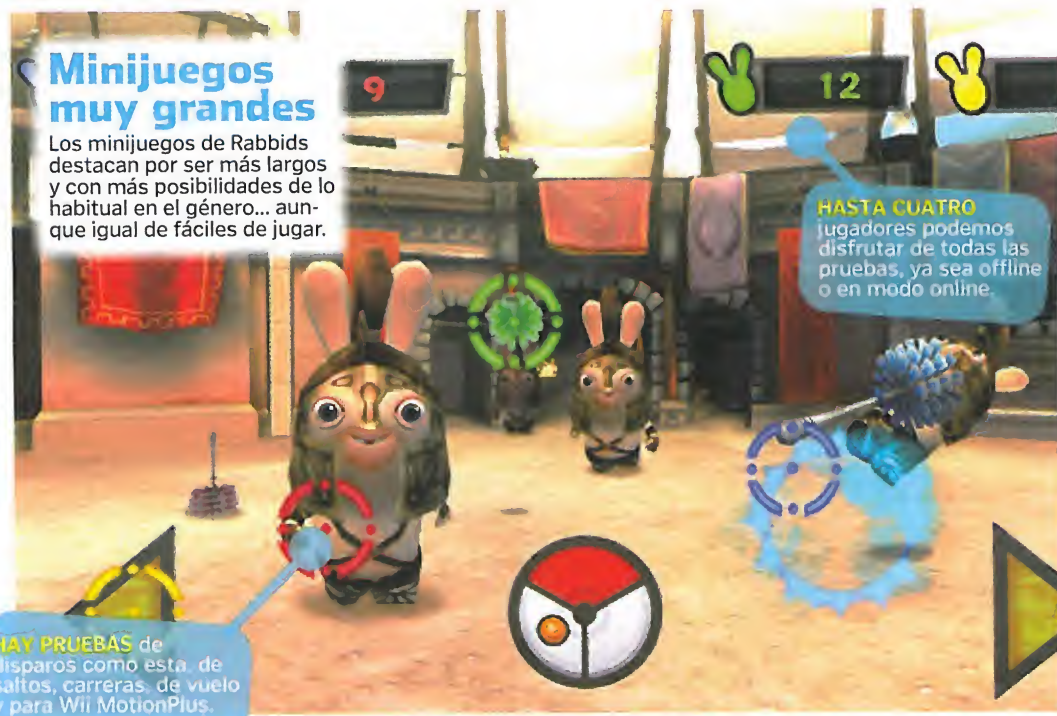 Minijuegos
muy grandes
Los minijuegos de Rabbids
destacan por ser más largos
y con más posibilidades de lo
habitual en el género... aun-
que igual de fáciles de jugar.
9
12
HASTA CUATRO
jugadores podemos
disfrutar de todas las
pruebas, ya sea offline
o en modo online.
HAY PRUEBAS de
disparos como esta, de
saltos, carreras, de vuelo
y para Wii MotionPlus.